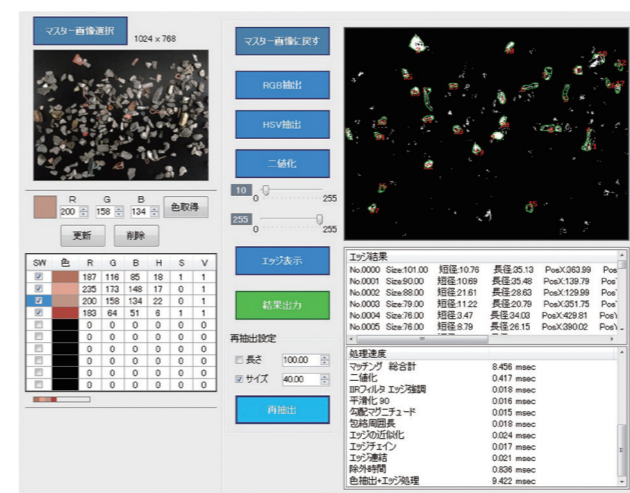 マスター画像選択
1024 x 768
R G B
200 158 134 色取得
更新 削除
SW 色 R G B H S V
187 116 85 18 1 1
235 173 148 17 0 1
200 158 134 22 0 1
183 64 51 6 1 1
0 0 0 0 0 0
0 0 0 0 0 0
0 0 0 0 0 0
0 0 0 0 0 0
マスター画像に戻す
RGB抽出
HSV抽出
二値化
10
0 255
255
0 255
エッジ表示
結果出力
再抽出設定
長さ 100.00
サイズ 40.00
再抽出
エッジ結果
No.0000 Size:101.00 短径:10.76 長径:35.13 PosX:363.99 Pos
No.0001 Size:90.00 短径:10.69 長径:35.48 PosX:139.79 Pos
No.0002 Size:88.00 短径:21.61 長径:28.63 PosX:129.99 Pos
No.0003 Size:79.00 短径:11.22 長径:20.79 PosX:351.75 Pos
No.0004 Size:76.00 短径:3.47 長径:34.03 PosX:429.81 Pos
No.0005 Size:76.00 短径:8.79 長径:26.15 PosX:390.02 Pos
処理速度
マッチング 総合計 8.456 msec
二値化 0.417 msec
IIRフィルタ エッジ強調 0.018 msec
平滑化 90 0.016 msec
勾配マグニチュード 0.015 msec
包絡周囲長 0.018 msec
エッジの近似化 0.024 msec
エッジチェイン 0.017 msec
エッジ連結 0.021 msec
除外時間 0.836 msec
色抽出+エッジ処理 9.422 msec